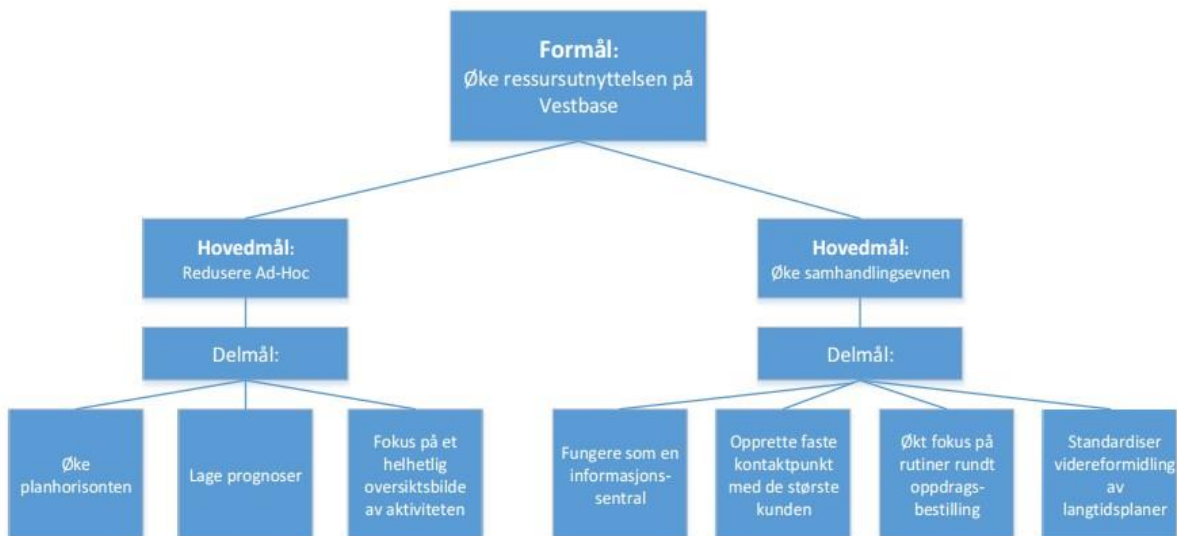 Formål:
Øke ressursutnyttelsen på
Vestbase
Hovedmål:
Redusere Ad-Hoc
Hovedmål:
Øke samhandlingsevnen
Delmål:
Delmål:
Øke
planhorisonten
Lage prognoser
Fokus på et
helhetlig
oversiktsbilde
av aktiviteten
Fungere som en
informasjons-
sentral
Opprette faste
kontaktpunkt
med de større
kunden
Økt fokus på
rutiner rundt
oppdrags-
bestilling
Standardiser
videreformidling
av
langtidsplaner